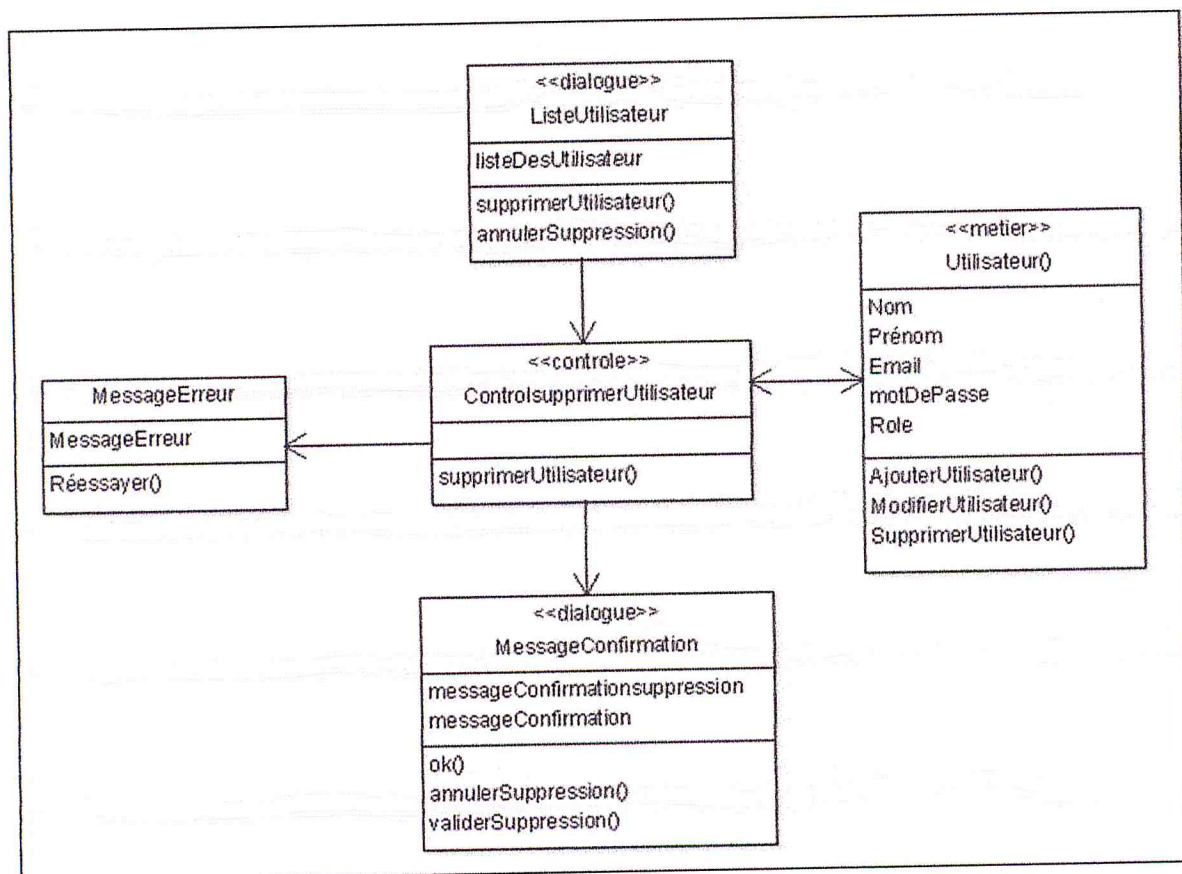 <<dialogue>>
ListeUtilisateur
listeDesUtilisateur
supprimerUtilisateur()
annulerSuppression()
<<metier>>
Utilisateur()
Nom
Prénom
Email
motDePasse
Role
AjouterUtilisateur()
ModifierUtilisateur()
SupprimerUtilisateur()
<<controle>>
ControlsupprimerUtilisateur
supprimerUtilisateur()
MessageErreur
MessageErreur
Réessayer()
<<dialogue>>
MessageConfirmation
messageConfirmationsuppression
messageConfirmation
ok()
annulerSuppression()
validerSuppression()